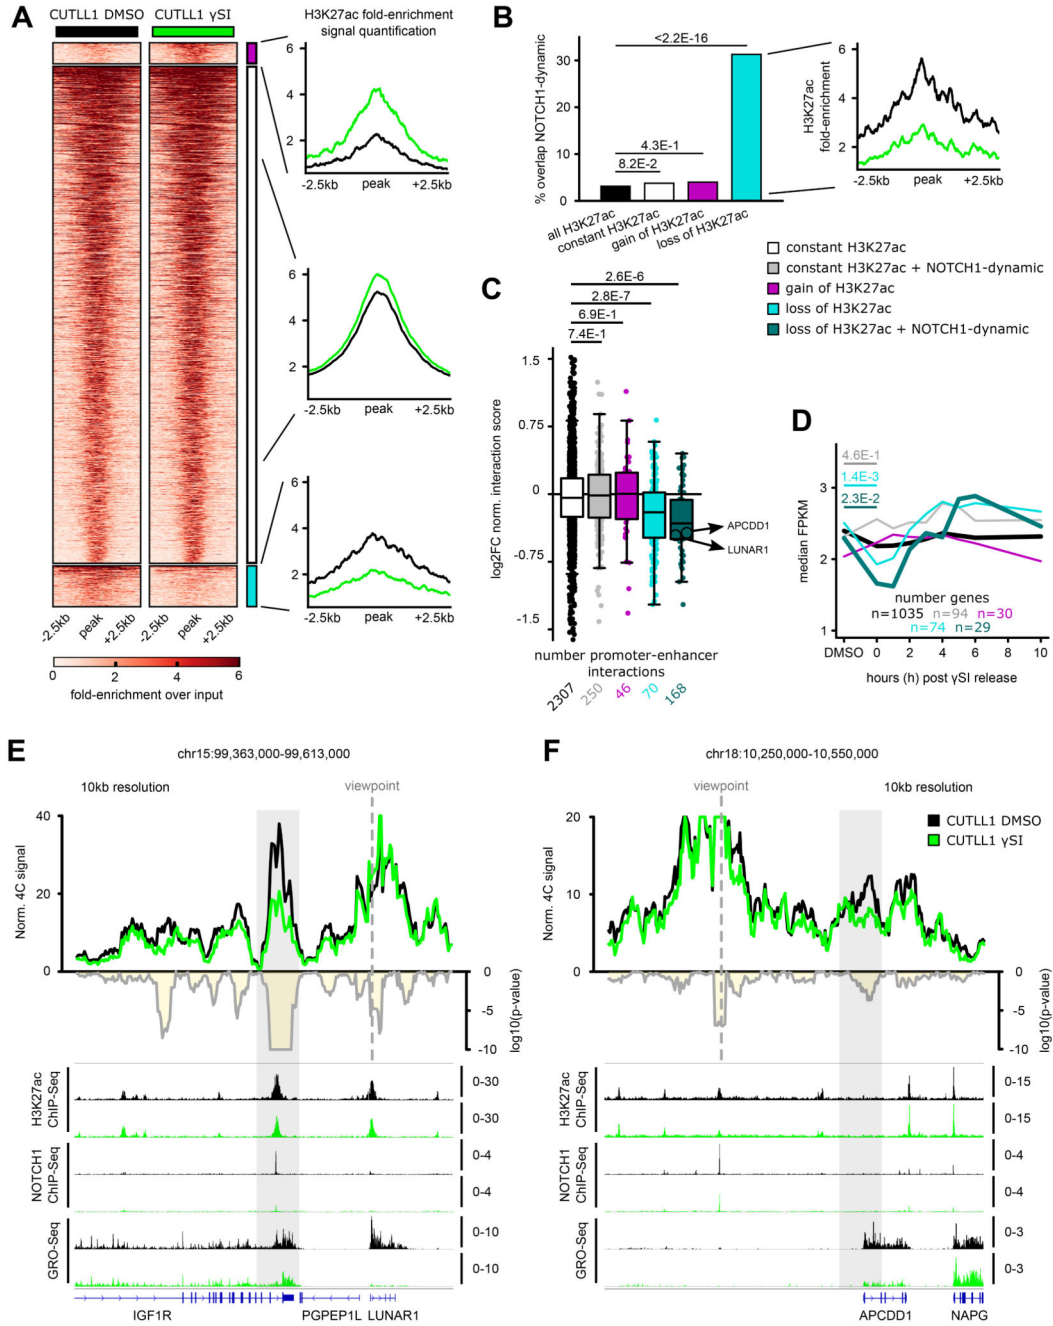 A
CUTLL1 DMSO
CUTLL1 γSI
H3K27ac fold-enrichment
signal quantification
6
4
2
-2.5kb
peak
+2.5kb
6
4
2
-2.5kb
peak
+2.5kb
6
4
2
-2.5kb
peak
+2.5kb
-2.5kb
peak
+2.5kb
-2.5kb
peak
+2.5kb
0
2
4
6
fold-enrichment over input
B
% overlap NOTCH1-dynamic
30
20
10
0
<2.2E-16
4.3E-1
8.2E-2
all H3K27ac
constant H3K27ac
gain of H3K27ac
loss of H3K27ac
H3K27ac
fold-enrichment
6
4
2
-2.5kb
peak
+2.5kb
constant H3K27ac
constant H3K27ac + NOTCH1-dynamic
gain of H3K27ac
loss of H3K27ac
loss of H3K27ac + NOTCH1-dynamic
C
2.6E-6
2.8E-7
6.9E-1
7.4E-1
log2FC norm. interaction score
1.5
0.75
0
-0.75
-1.5
APCDD1
LUNAR1
number promoter-enhancer
interactions
2307
250
46
70
168
D
4.6E-1
1.4E-3
2.3E-2
median FPKM
3
2
1
number genes
n=1035 n=94 n=30
n=74 n=29
DMSO 0 2 4 6 8 10
hours (h) post γSI release
E
chr15:99,363,000-99,613,000
10kb resolution
viewpoint
Norm. 4C signal
40
20
0
0
-5
-10
log10(p-value)
H3K27ac
ChIP-Seq
0-30
0-30
NOTCH1
ChIP-Seq
0-4
0-4
GRO-Seq
0-10
0-10
IGF1R
PGPEP1L
LUNAR1
F
chr18:10,250,000-10,550,000
viewpoint
10kb resolution
CUTLL1 DMSO
CUTLL1 γSI
Norm. 4C signal
20
10
0
0
-5
-10
log10(p-value)
H3K27ac
ChIP-Seq
0-15
0-15
NOTCH1
ChIP-Seq
0-4
0-4
GRO-Seq
0-3
0-3
APCDD1
NAPG